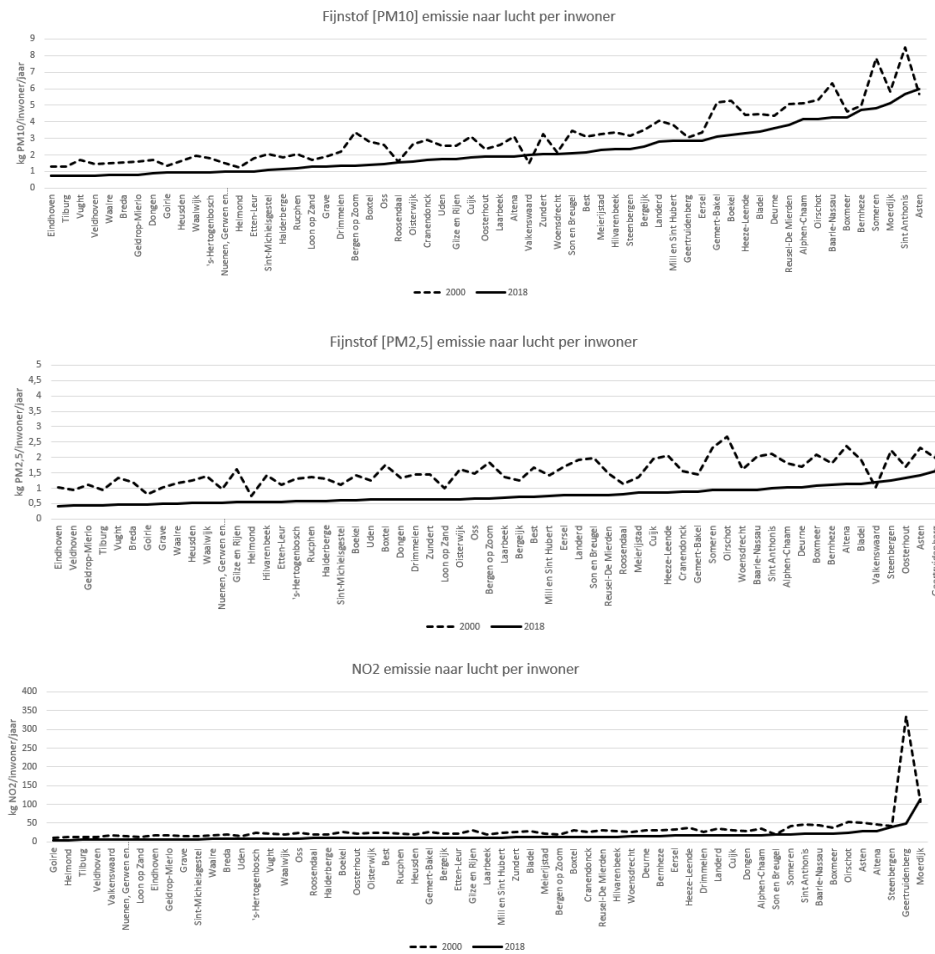 Fijnstof [PM10] emissie naar lucht per inwoner
kg PM10/inwoner/jaar
9
8
7
6
5
4
3
2
1
0
Eindhoven
Tilburg
Vught
Veldhoven
Waalre
Breda
Geldrop-Mierlo
Dongen
Goirle
Heusden
Waalwijk
's-Hertogenbosch
Nuenen, Gerwen en…
Helmond
Etten-Leur
Sint-Michielsgestel
Halderberge
Rucphen
Loon op Zand
Grave
Drimmelen
Bergen op Zoom
Boxtel
Oss
Roosendaal
Oisterwijk
Cranendonck
Uden
Gilze en Rijen
Cuijk
Oosterhout
Laarbeek
Altena
Valkenswaard
Zundert
Woensdrecht
Son en Breugel
Best
Meierijstad
Hilvarenbeek
Steenbergen
Bergeijk
Landerd
Mill en Sint Hubert
Geertruidenberg
Eersel
Gemert-Bakel
Boekel
Heeze-Leende
Bladel
Deurne
Reusel-De Mierden
Alphen-Chaam
Oirschot
Baarle-Nassau
Boxmeer
Bernheze
Someren
Moerdijk
Sint Anthonis
Asten
2000
2018
Fijnstof [PM2,5] emissie naar lucht per inwoner
kg PM2,5/inwoner/jaar
5
4,5
4
3,5
3
2,5
2
1,5
1
0,5
0
Eindhoven
Veldhoven
Geldrop-Mierlo
Tilburg
Vught
Breda
Goirle
Grave
Waalre
Heusden
Waalwijk
Nuenen, Gerwen en…
Gilze en Rijen
Helmond
Hilvarenbeek
Etten-Leur
's-Hertogenbosch
Rucphen
Halderberge
Sint-Michielsgestel
Boekel
Uden
Boxtel
Dongen
Drimmelen
Zundert
Loon op Zand
Oisterwijk
Oss
Bergen op Zoom
Laarbeek
Bergeijk
Best
Mill en Sint Hubert
Eersel
Landerd
Son en Breugel
Reusel-De Mierden
Roosendaal
Meierijstad
Cuijk
Heeze-Leende
Cranendonck
Gemert-Bakel
Someren
Oirschot
Woensdrecht
Baarle-Nassau
Sint Anthonis
Alphen-Chaam
Deurne
Boxmeer
Bernheze
Altena
Bladel
Valkenswaard
Steenbergen
Oosterhout
Asten
2000
2018
NO2 emissie naar lucht per inwoner
kg NO2/inwoner/jaar
400
350
300
250
200
150
100
50
0
Goirle
Helmond
Tilburg
Veldhoven
Valkenswaard
Nuenen, Gerwen en…
Loon op Zand
Eindhoven
Geldrop-Mierlo
Grave
Sint-Michielsgestel
Waalre
Breda
Uden
's-Hertogenbosch
Vught
Waalwijk
Oss
Roosendaal
Halderberge
Boekel
Oosterhout
Oisterwijk
Best
Rucphen
Heusden
Gemert-Bakel
Bergeijk
Etten-Leur
Gilze en Rijen
Laarbeek
Mill en Sint Hubert
Zundert
Bladel
Meierijstad
Bergen op Zoom
Boxtel
Cranendonck
Reusel-De Mierden
Hilvarenbeek
Woensdrecht
Deurne
Bernheze
Eersel
Heeze-Leende
Drimmelen
Landerd
Cuijk
Dongen
Alphen-Chaam
Son en Breugel
Someren
Sint Anthonis
Baarle-Nassau
Boxmeer
Oirschot
Asten
Altena
Steenbergen
Geertruidenberg
Moerdijk
2000
2018